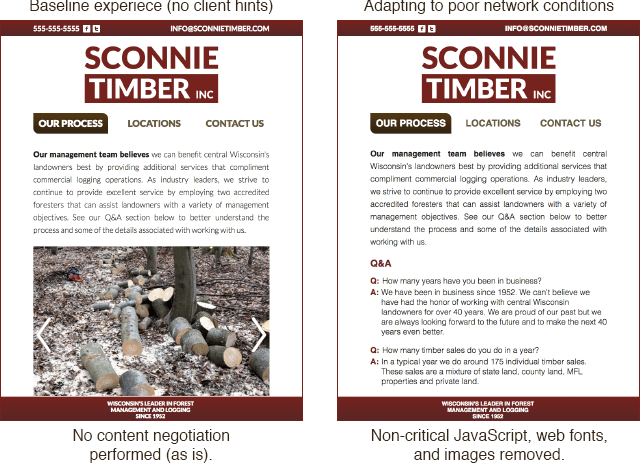 Baseline experiece (no client hints)
555-555-5555 INFO@SCONNIETIMBER.COM
SCONNIE
TIMBER INC
OUR PROCESS LOCATIONS CONTACT US
Our management team believes we can benefit central Wisconsin's
landowners best by providing additional services that compliment
commercial logging operations. As industry leaders, we strive to
continue to provide excellent service by employing two accredited
foresters that can assist landowners with a variety of management
objectives. See our Q&A section below to better understand the
process and some of the details associated with working with us.
WISCONSIN'S LEADER IN FOREST
MANAGEMENT AND LOGGING
SINCE 1952
No content negotiation
performed (as is).
Adapting to poor network conditions
555-555-5555 INFO@SCONNIETIMBER.COM
SCONNIE
TIMBER INC
OUR PROCESS LOCATIONS CONTACT US
Our management team believes we can benefit central
Wisconsin's landowners best by providing additional services that
compliment commercial logging operations. As industry leaders,
we strive to continue to provide excellent service by employing two
accredited foresters that can assist landowners with a variety of
management objectives. See our Q&A section below to better
understand the process and some of the details associated with
working with us.
Q&A
Q: How many years have you been in business?
A: We have been in business since 1952. We can't believe we
have had the honor of working with central Wisconsin
landowners for over 40 years. We are proud of our past but we
are always looking forward to the future and to make the next 40
years even better.
Q: How many timber sales do you do in a year?
A: In a typical year we do around 175 individual timber sales.
These sales are a mixture of state land, county land, MFL
properties and private land.
WISCONSIN'S LEADER IN FOREST
MANAGEMENT AND LOGGING
SINCE 1952
Non-critical JavaScript, web fonts,
and images removed.